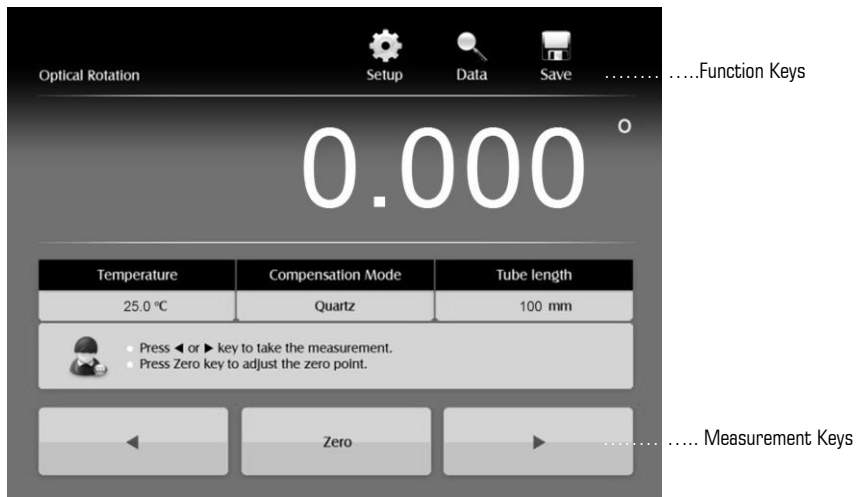 Optical Rotation
Setup Data Save
…………..Function Keys
0.000 °
Temperature Compensation Mode Tube length
25.0 ℃ Quartz 100 mm
Press ◀ or ▶ key to take the measurement.
Press Zero key to adjust the zero point.
◀ Zero ▶
………….. Measurement Keys